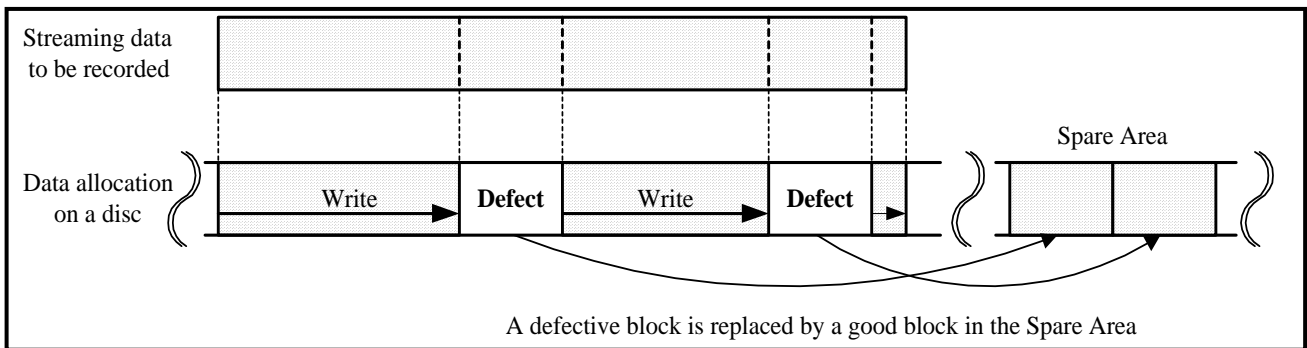 Streaming data
to be recorded
Spare Area
Data allocation
on a disc
Write
Defect
Write
Defect
A defective block is replaced by a good block in the Spare Area